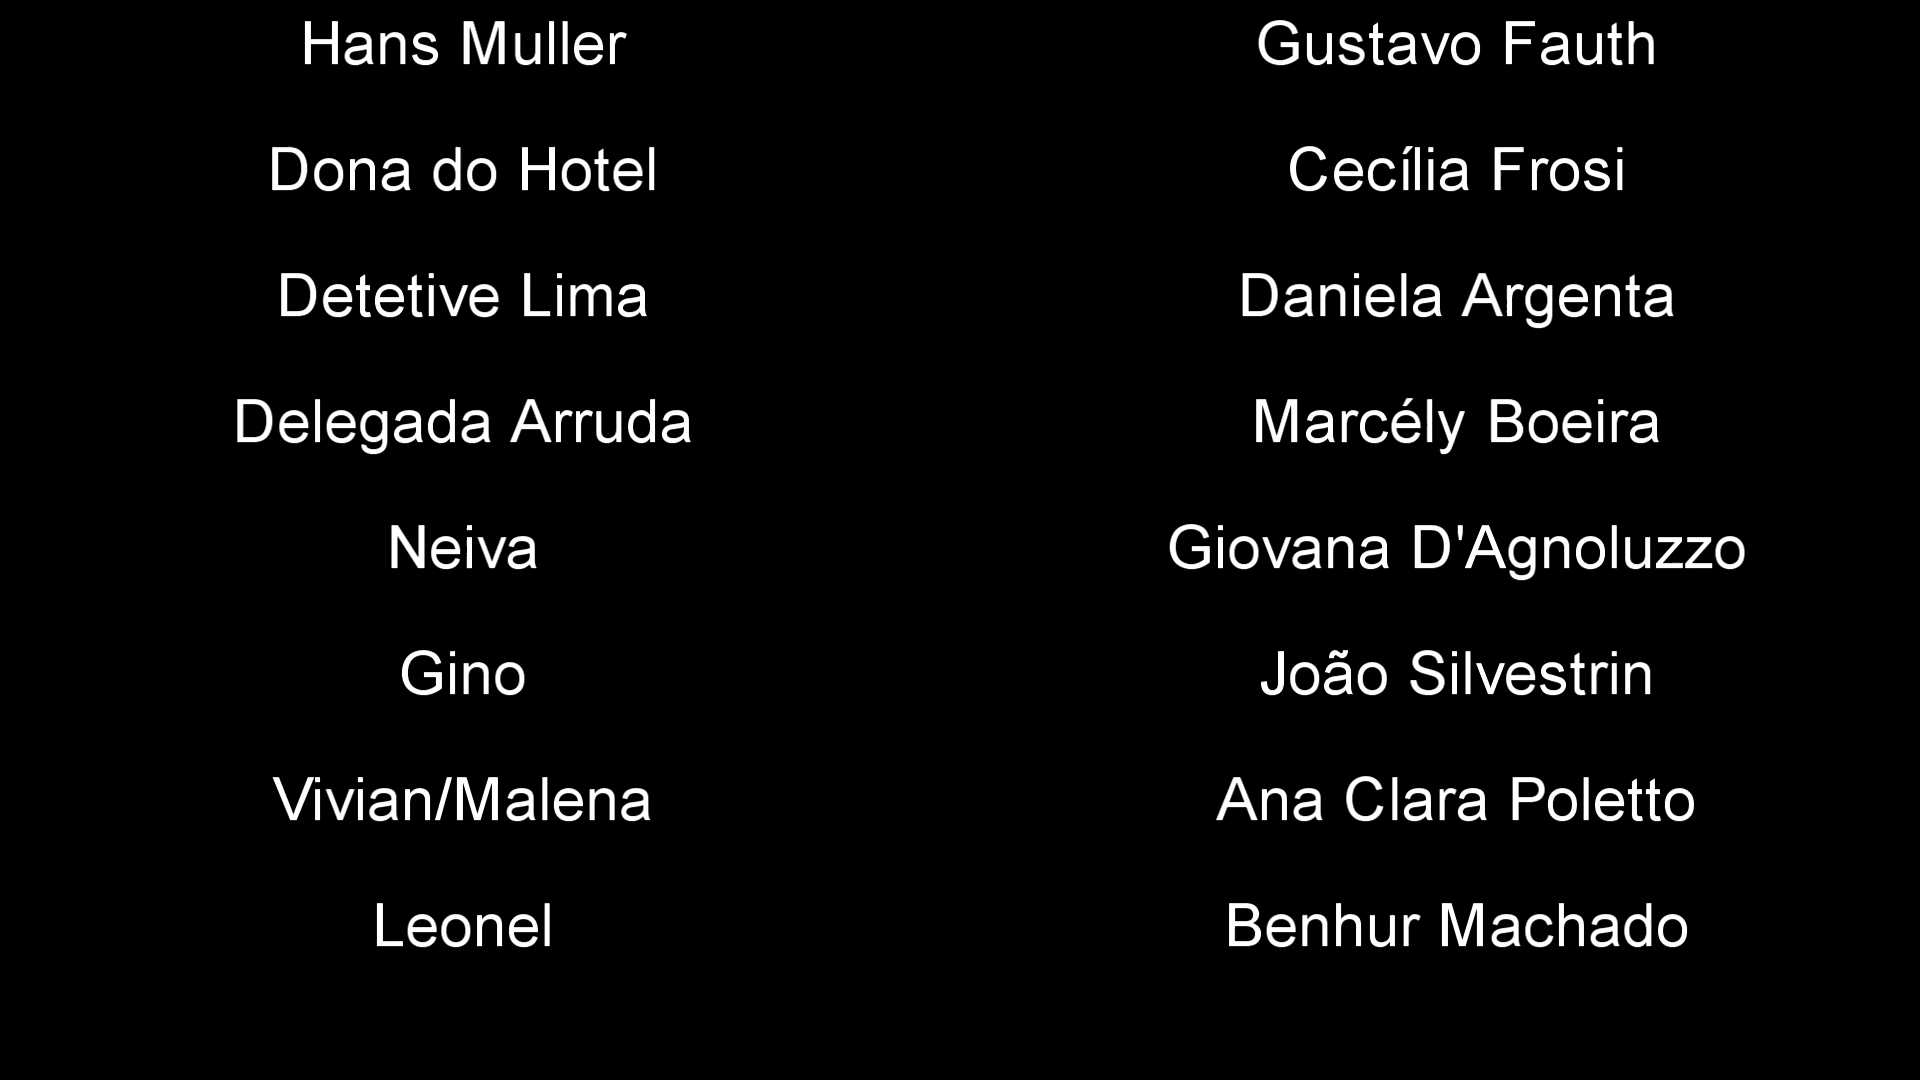 Hans Muller Gustavo Fauth
Dona do Hotel Cecília Frosi
Detetive Lima Daniela Argenta
Delegada Arruda Marcély Boeira
Neiva Giovana D'Agnoluzzo
Gino João Silvestrin
Vivian/Malena Ana Clara Poletto
Leonel Benhur Machado